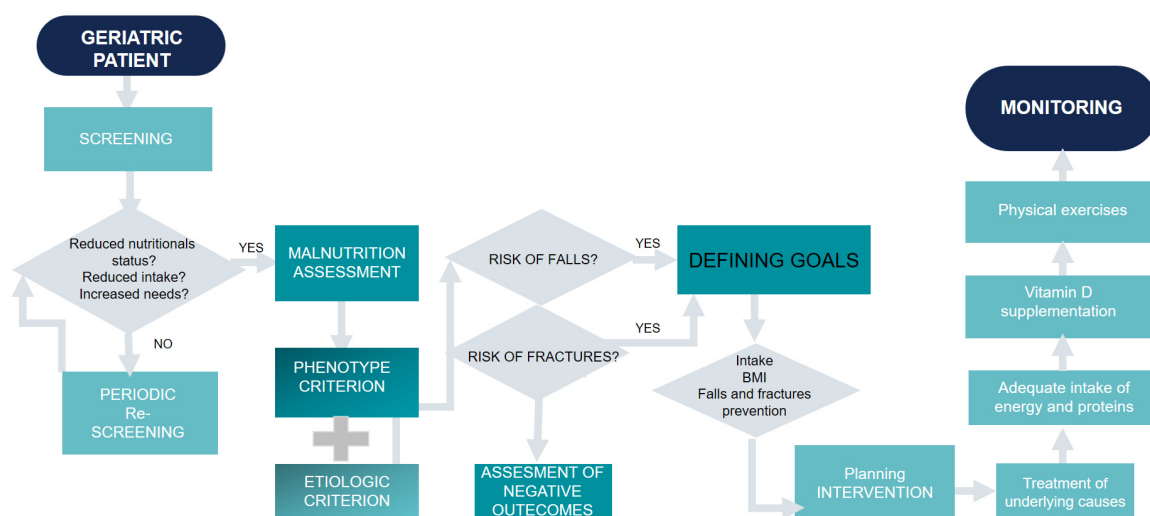 GERIATRIC
PATIENT
SCREENING
Reduced nutritionals
status?
Reduced intake?
Increased needs?
YES
NO
PERIODIC
Re-
SCREENING
MALNUTRITION
ASSESSMENT
PHENOTYPE
CRITERION
ETIOLOGIC
CRITERION
RISK OF FALLS?
YES
RISK OF FRACTURES?
YES
ASSESMENT OF
NEGATIVE
OUTECOMES
DEFINING GOALS
Intake
BMI
Falls and fractures
prevention
Planning
INTERVENTION
Treatment of
underlying causes
Adequate intake of
energy and proteins
Vitamin D
supplementation
Physical exercises
MONITORING